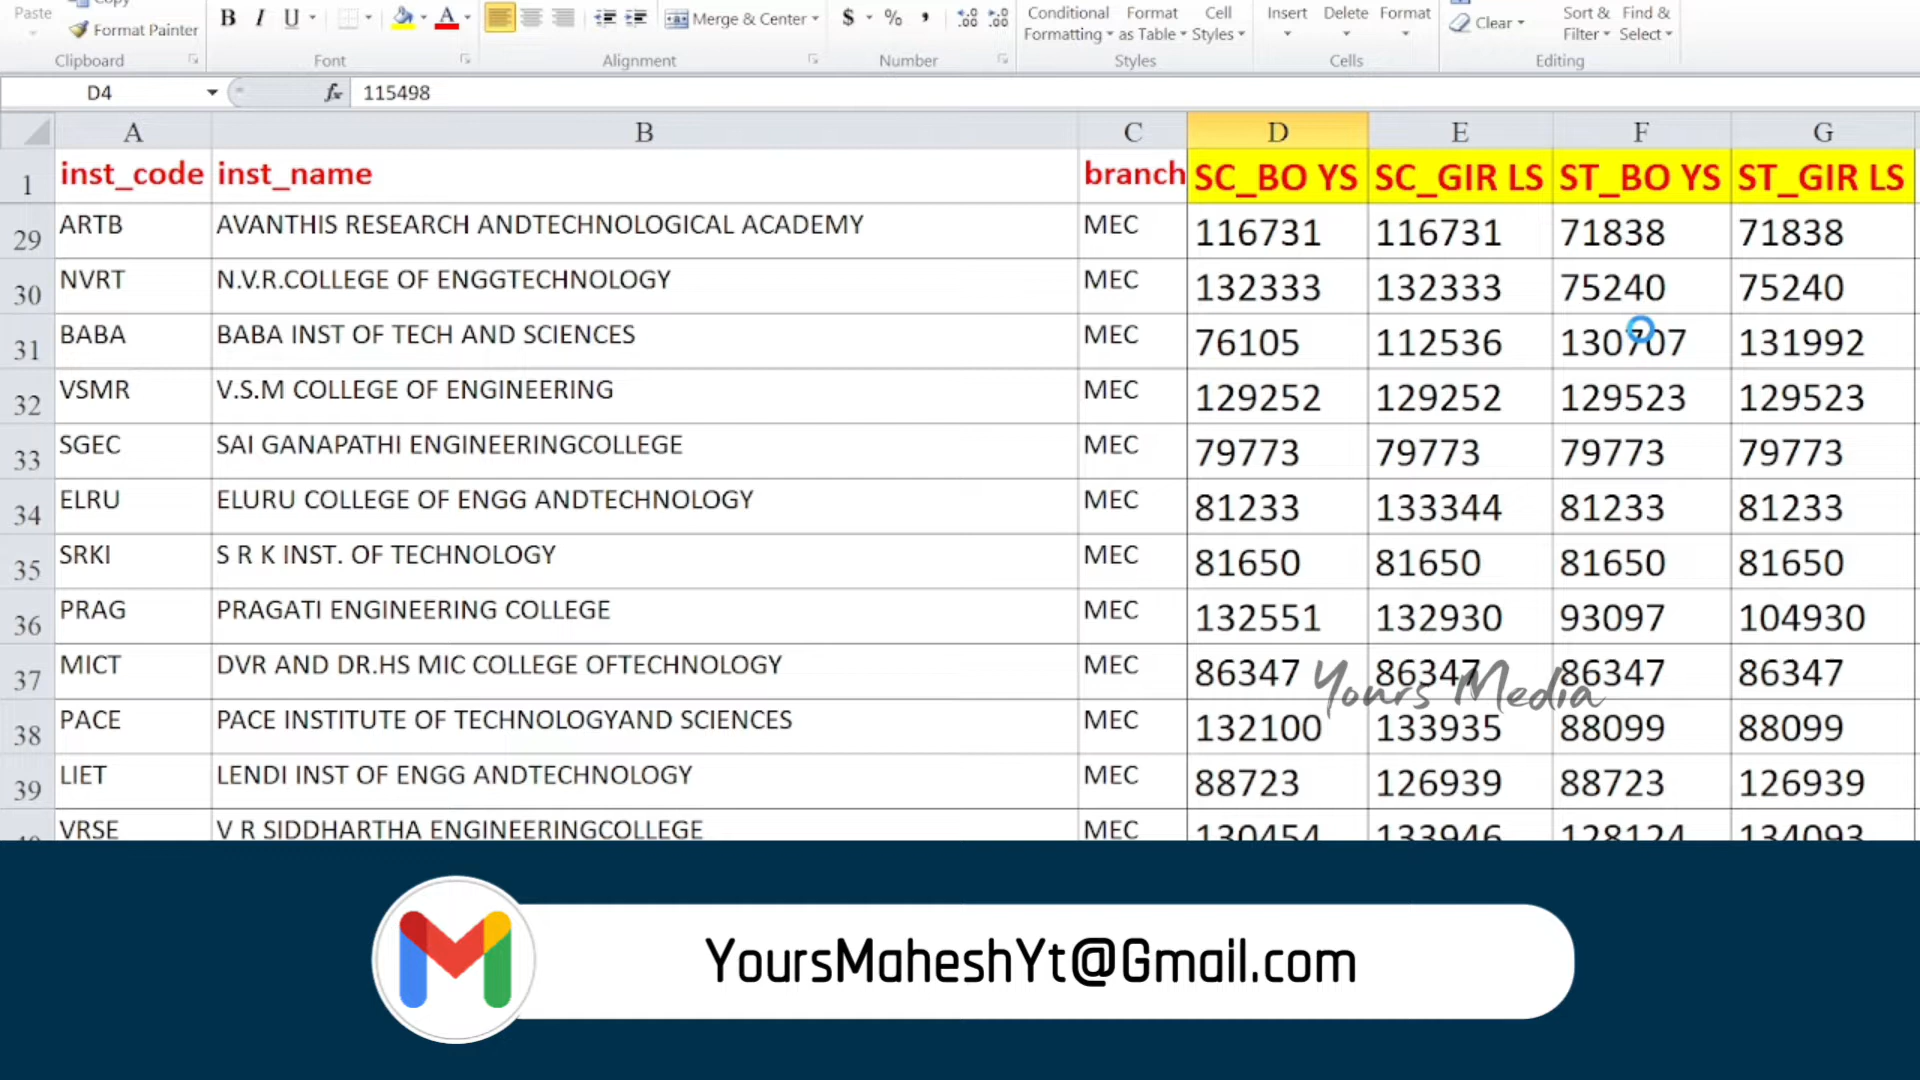 Paste Copy Format Painter B I U A Merge & Center $ % , Conditional Formatting Format as Table Cell Styles Insert Delete Format Clear Sort & Filter Find & Select
Clipboard Font Alignment Number Styles Cells Editing
D4 fx 115498
A B C D E F G
1 inst_code inst_name branch SC_BO YS SC_GIR LS ST_BO YS ST_GIR LS
29 ARTB AVANTHIS RESEARCH ANDTECHNOLOGICAL ACADEMY MEC 116731 116731 71838 71838
30 NVRT N.V.R.COLLEGE OF ENGGTECHNOLOGY MEC 132333 132333 75240 75240
31 BABA BABA INST OF TECH AND SCIENCES MEC 76105 112536 130707 131992
32 VSMR V.S.M COLLEGE OF ENGINEERING MEC 129252 129252 129523 129523
33 SGEC SAI GANAPATHI ENGINEERINGCOLLEGE MEC 79773 79773 79773 79773
34 ELRU ELURU COLLEGE OF ENGG ANDTECHNOLOGY MEC 81233 133344 81233 81233
35 SRKI S R K INST. OF TECHNOLOGY MEC 81650 81650 81650 81650
36 PRAG PRAGATI ENGINEERING COLLEGE MEC 132551 132930 93097 104930
37 MICT DVR AND DR.HS MIC COLLEGE OFTECHNOLOGY MEC 86347 86347 86347 86347
Yours Media
38 PACE PACE INSTITUTE OF TECHNOLOGYAND SCIENCES MEC 132100 133935 88099 88099
39 LIET LENDI INST OF ENGG ANDTECHNOLOGY MEC 88723 126939 88723 126939
40 VRSE V R SIDDHARTHA ENGINEERINGCOLLEGE MEC 130454 133946 128124 134093
YoursMaheshYt@Gmail.com